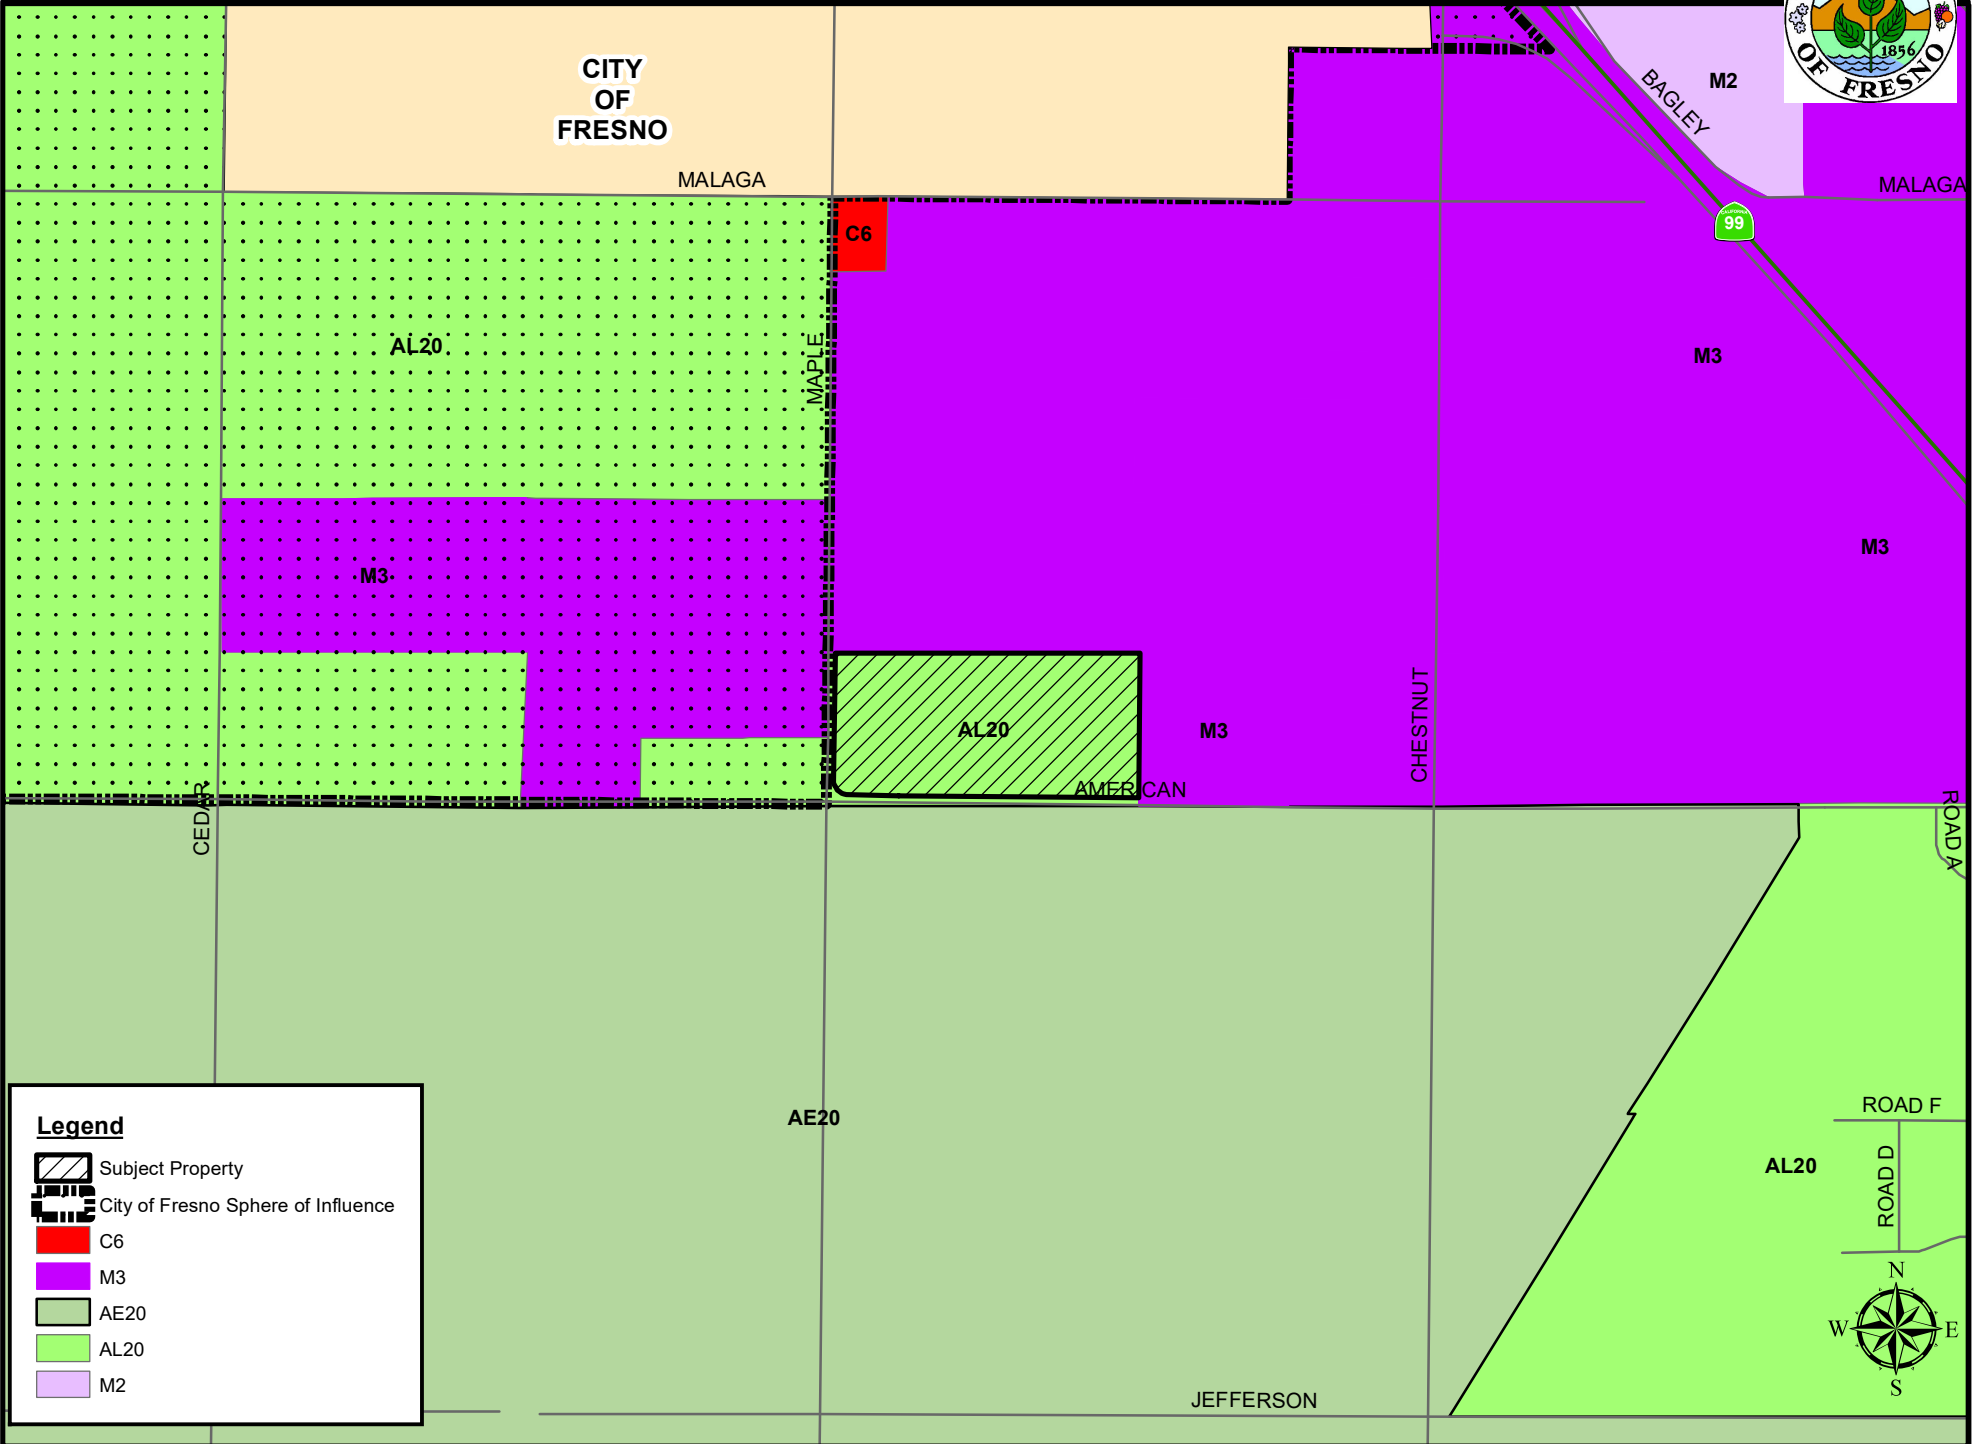 1856
OF FRESNO
CITY
OF
FRESNO
BAGLEY
M2
MALAGA
MALAGA
C6
CALIFORNIA
99
AL20
MAPLE
M3
M3
M3
AL20
M3
CHESTNUT
AMERICAN
CEDAR
ROAD A
AE20
ROAD F
AL20
ROAD D
JEFFERSON
N
W
E
S
Legend
Subject Property
City of Fresno Sphere of Influence
C6
M3
AE20
AL20
M2